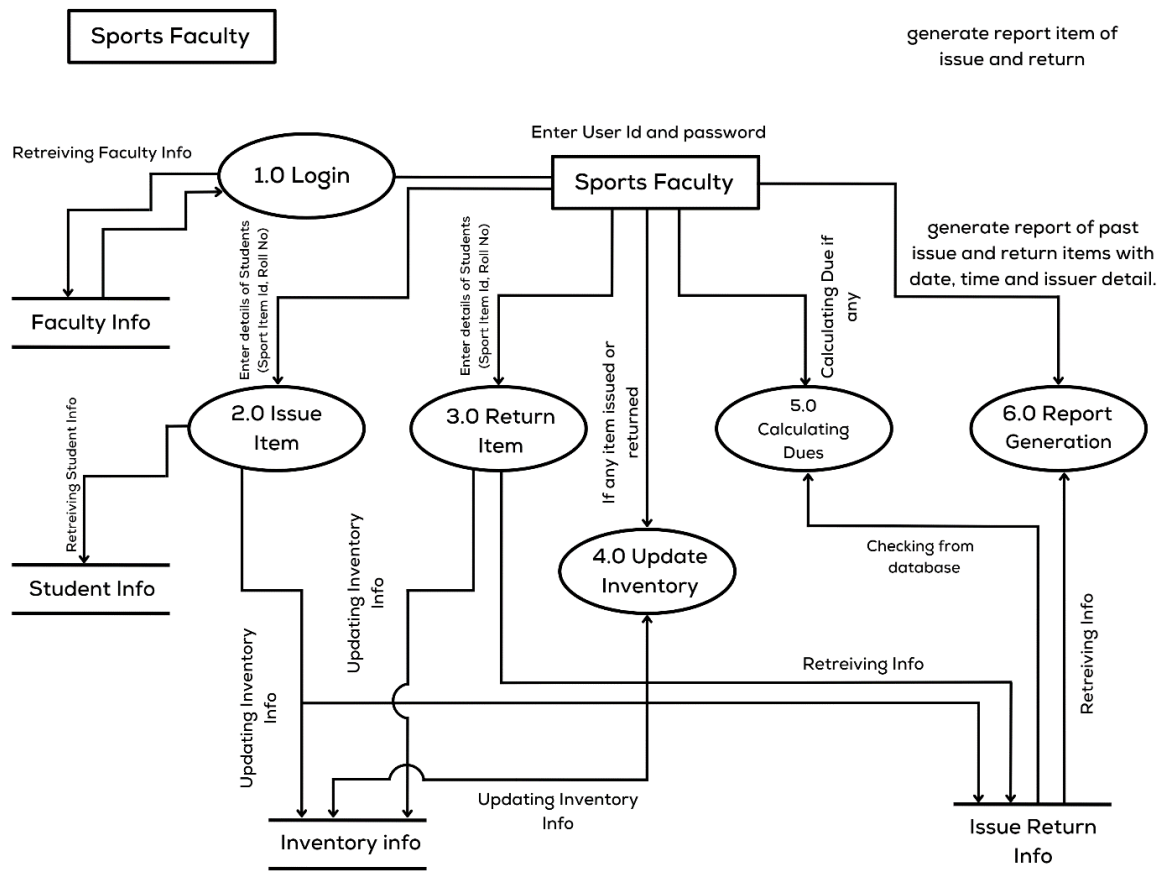 Sports Faculty
generate report item of
issue and return
Enter User Id and password
Retreiving Faculty Info
1.0 Login
Sports Faculty
Enter details of Students
(Sport Item Id, Roll No)
Enter details of Students
(Sport Item Id, Roll No)
generate report of past
issue and return items with
date, time and issuer detail.
Calculating Due if
any
Faculty Info
If any item issued or
returned
2.0 Issue
Item
3.0 Return
Item
5.0
Calculating
Dues
6.0 Report
Generation
Retreiving Student Info
Updating Inventory
Info
4.0 Update
Inventory
Checking from
database
Student Info
Updating Inventory
Info
Retreiving Info
Retreiving Info
Updating Inventory
Info
Inventory info
Issue Return
Info